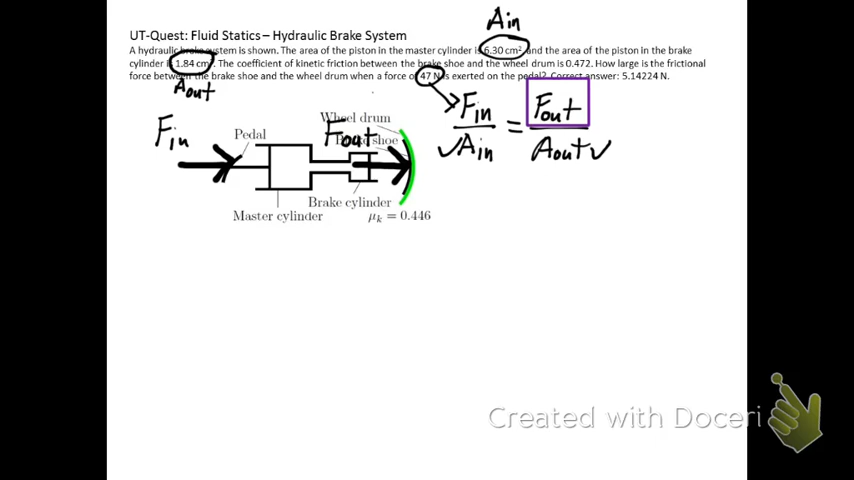 Ain
UT-Quest: Fluid Statics – Hydraulic Brake System
A hydraulic brake system is shown. The area of the piston in the master cylinder is 6.30 cm², and the area of the piston in the brake
cylinder is 1.84 cm². The coefficient of kinetic friction between the brake shoe and the wheel drum is 0.472. How large is the frictional
force between the brake shoe and the wheel drum when a force of 47 N is exerted on the pedal? Correct answer: 5.14224 N.
Aout
Fin = Fout
✓Ain Aout✓
Wheel drum
Fin Pedal Fout shoe
Brake cylinder
Master cylinder μk = 0.446
Created with Doceri